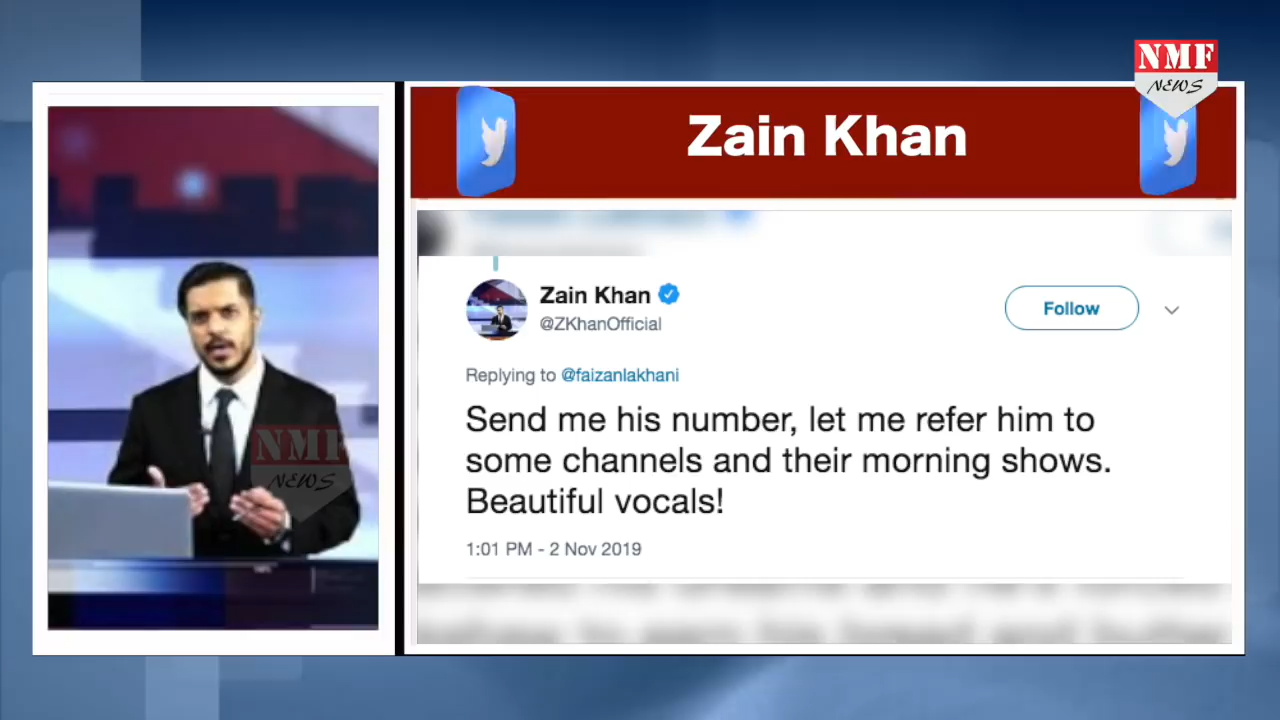 NMF
NEWS
Zain Khan
Zain Khan
@ZKhanOfficial
Follow
Replying to @faizanlakhani
Send me his number, let me refer him to
some channels and their morning shows.
Beautiful vocals!
1:01 PM - 2 Nov 2019
NMF
NEWS